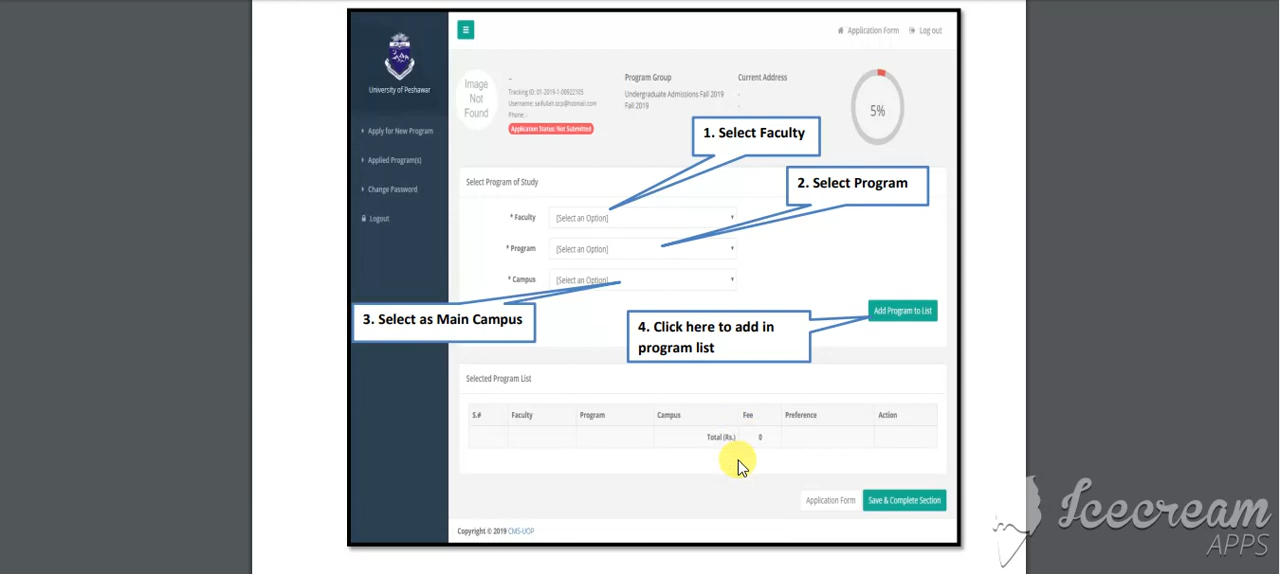 Application Form
Log out
University of Peshawar
Image
Not
Found
-
Tracking ID: 01-2019-1-00922105
Phone: -
Application Status: Not Submitted
Program Group
Undergraduate Admissions Fall 2019
Fall 2019
Current Address
-
-
5%
Apply for New Program
Applied Program(s)
Change Password
Logout
1. Select Faculty
2. Select Program
Select Program of Study
* Faculty [Select an Option]
* Program [Select an Option]
* Campus [Select an Option]
3. Select as Main Campus
Add Program to List
4. Click here to add in
program list
Selected Program List
S.# Faculty Program Campus Fee Preference Action
Total (Rs.) 0
Application Form
Save & Complete Section
Copyright © 2019 CMS-UOP
Icecream
APPS